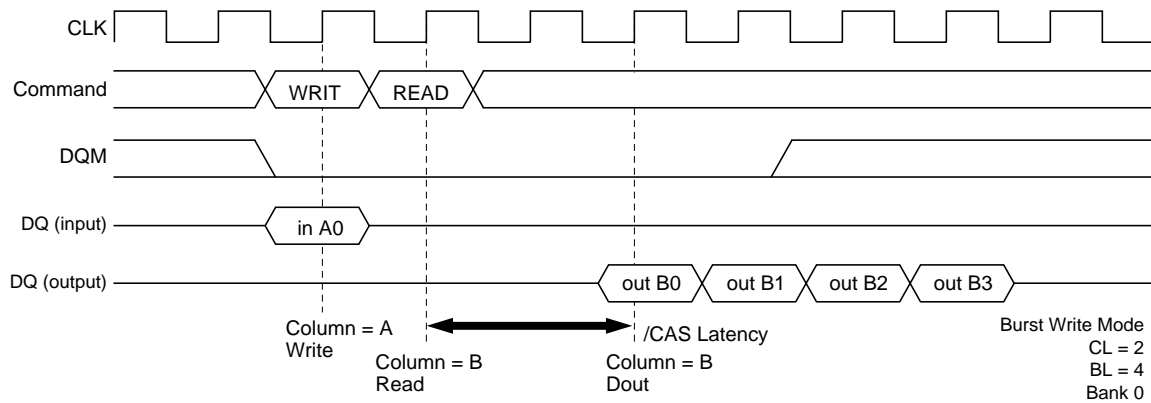 CLK
Command
WRIT
READ
DQM
DQ (input)
in A0
DQ (output)
out B0
out B1
out B2
out B3
Column = A
Write
/CAS Latency
Column = B
Read
Column = B
Dout
Burst Write Mode
CL = 2
BL = 4
Bank 0